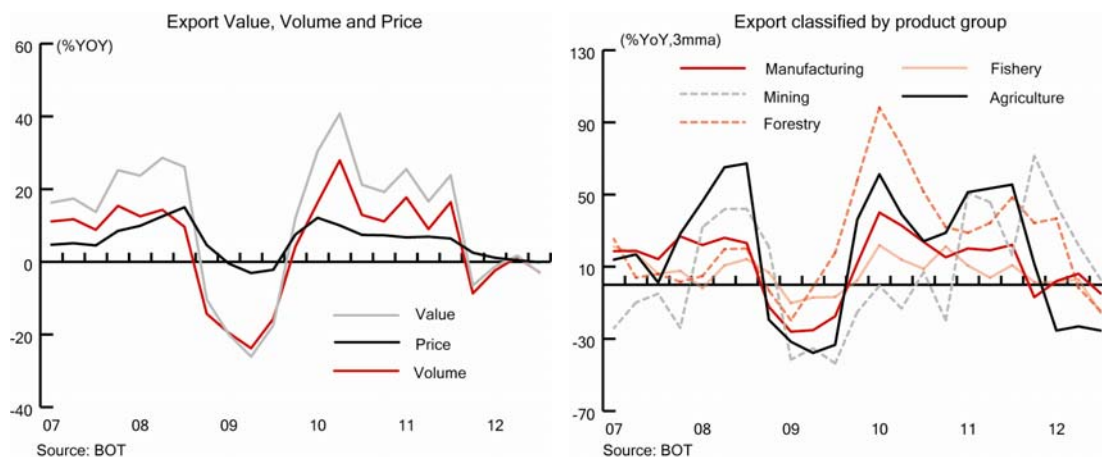 Export Value, Volume and Price
(%YOY)
60
40
20
0
-20
-40
Value
Price
Volume
07
08
09
10
11
12
Source: BOT
Export classified by product group
(%YoY,3mma)
130
90
50
10
-30
-70
Manufacturing
Fishery
Mining
Agriculture
Forestry
07
08
09
10
11
12
Source: BOT